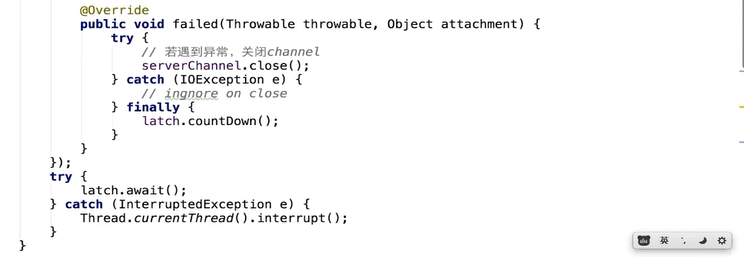 @Override
public void failed(Throwable throwable, Object attachment) {
try {
// 若遇到异常，关闭channel
serverChannel.close();
} catch (IOException e) {
// ingnore on close
} finally {
latch.countDown();
}
}
});
try {
latch.await();
} catch (InterruptedException e) {
Thread.currentThread().interrupt();
}
}
英